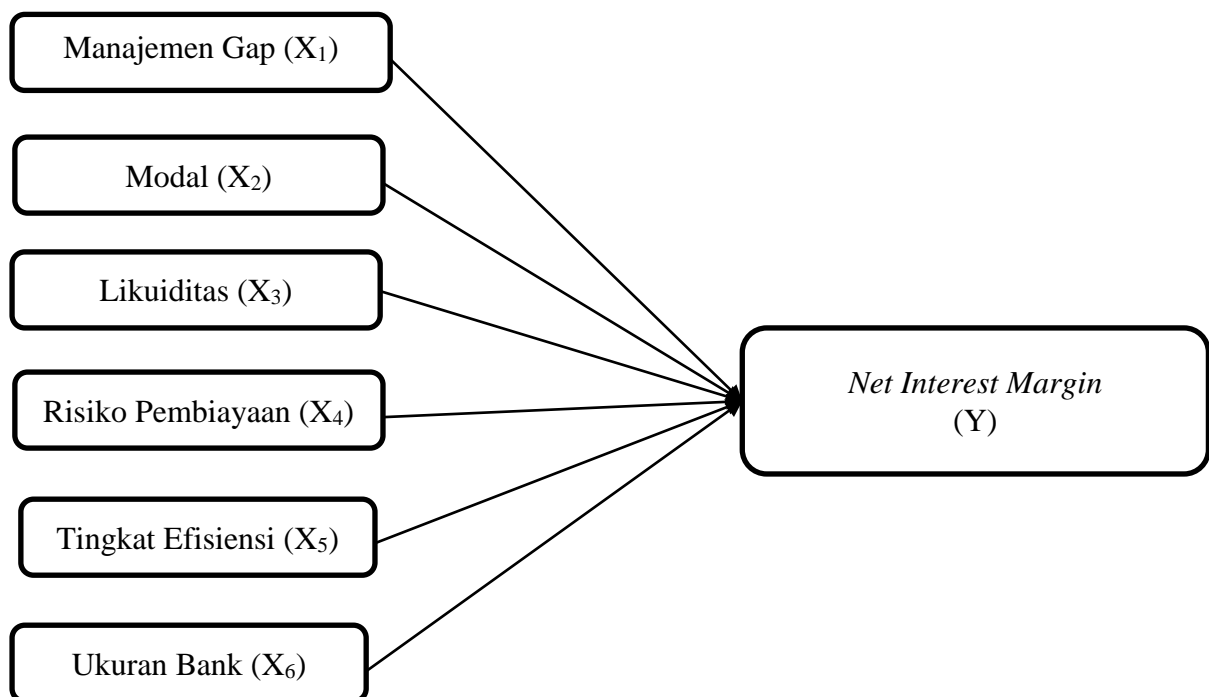 Manajemen Gap (X₁)
Modal (X₂)
Likuiditas (X₃)
Risiko Pembiayaan (X₄)
Tingkat Efisiensi (X₅)
Ukuran Bank (X₆)
Net Interest Margin
(Y)